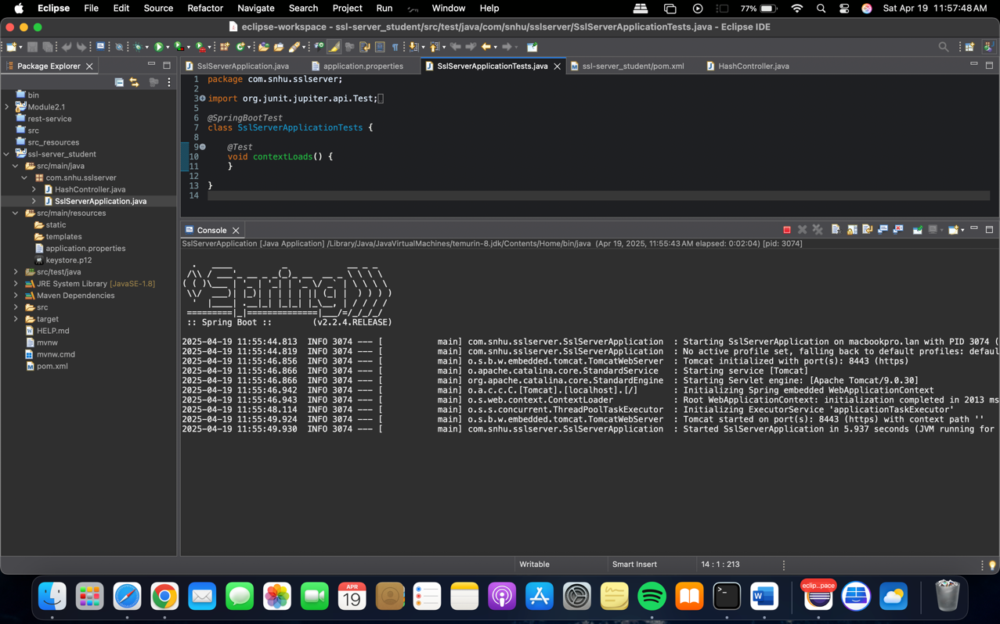 Eclipse File Edit Source Refactor Navigate Search Project Run Window Help 77% Sat Apr 19 11:57:48 AM
eclipse-workspace - ssl-server_student/src/test/java/com/snhu/sslserver/SslServerApplicationTests.java - Eclipse IDE
Package Explorer
SslServerApplication.java application.properties SslServerApplicationTests.java ssl-server_student/pom.xml HashController.java
bin
Module2.1
rest-service
src
src_resources
ssl-server_student
src/main/java
com.snhu.sslserver
HashController.java
SslServerApplication.java
src/main/resources
static
templates
application.properties
keystore.p12
src/test/java
JRE System Library [JavaSE-1.8]
Maven Dependencies
src
target
HELP.md
mvnw
mvnw.cmd
pom.xml
1 package com.snhu.sslserver;
2
3 import org.junit.jupiter.api.Test;
5
6 @SpringBootTest
7 class SslServerApplicationTests {
8
9 @Test
10 void contextLoads() {
11 }
12
13 }
14
Console
SslServerApplication [Java Application] /Library/Java/JavaVirtualMachines/temurin-8.jdk/Contents/Home/bin/java (Apr 19, 2025, 11:55:43 AM elapsed: 0:02:04) [pid: 3074]
Spring
:: Spring Boot :: (v2.2.4.RELEASE)
2025-04-19 11:55:44.813 INFO 3074 --- [ main] com.snhu.sslserver.SslServerApplication : Starting SslServerApplication on macbookpro.lan with PID 3074 (
2025-04-19 11:55:44.819 INFO 3074 --- [ main] com.snhu.sslserver.SslServerApplication : No active profile set, falling back to default profiles: defaul
2025-04-19 11:55:46.856 INFO 3074 --- [ main] o.s.b.w.embedded.tomcat.TomcatWebServer : Tomcat initialized with port(s): 8443 (https)
2025-04-19 11:55:46.866 INFO 3074 --- [ main] o.apache.catalina.core.StandardService : Starting service [Tomcat]
2025-04-19 11:55:46.866 INFO 3074 --- [ main] org.apache.catalina.core.StandardEngine : Starting Servlet engine: [Apache Tomcat/9.0.30]
2025-04-19 11:55:46.942 INFO 3074 --- [ main] o.a.c.c.C.[Tomcat].[localhost].[/] : Initializing Spring embedded WebApplicationContext
2025-04-19 11:55:46.943 INFO 3074 --- [ main] o.s.web.context.ContextLoader : Root WebApplicationContext: initialization completed in 2013 ms
2025-04-19 11:55:48.114 INFO 3074 --- [ main] o.s.s.concurrent.ThreadPoolTaskExecutor : Initializing ExecutorService 'applicationTaskExecutor'
2025-04-19 11:55:49.924 INFO 3074 --- [ main] o.s.b.w.embedded.tomcat.TomcatWebServer : Tomcat started on port(s): 8443 (https) with context path ''
2025-04-19 11:55:49.930 INFO 3074 --- [ main] com.snhu.sslserver.SslServerApplication : Started SslServerApplication in 5.937 seconds (JVM running for
Writable Smart Insert 14 : 1 : 213
APR
19
eclip...pace